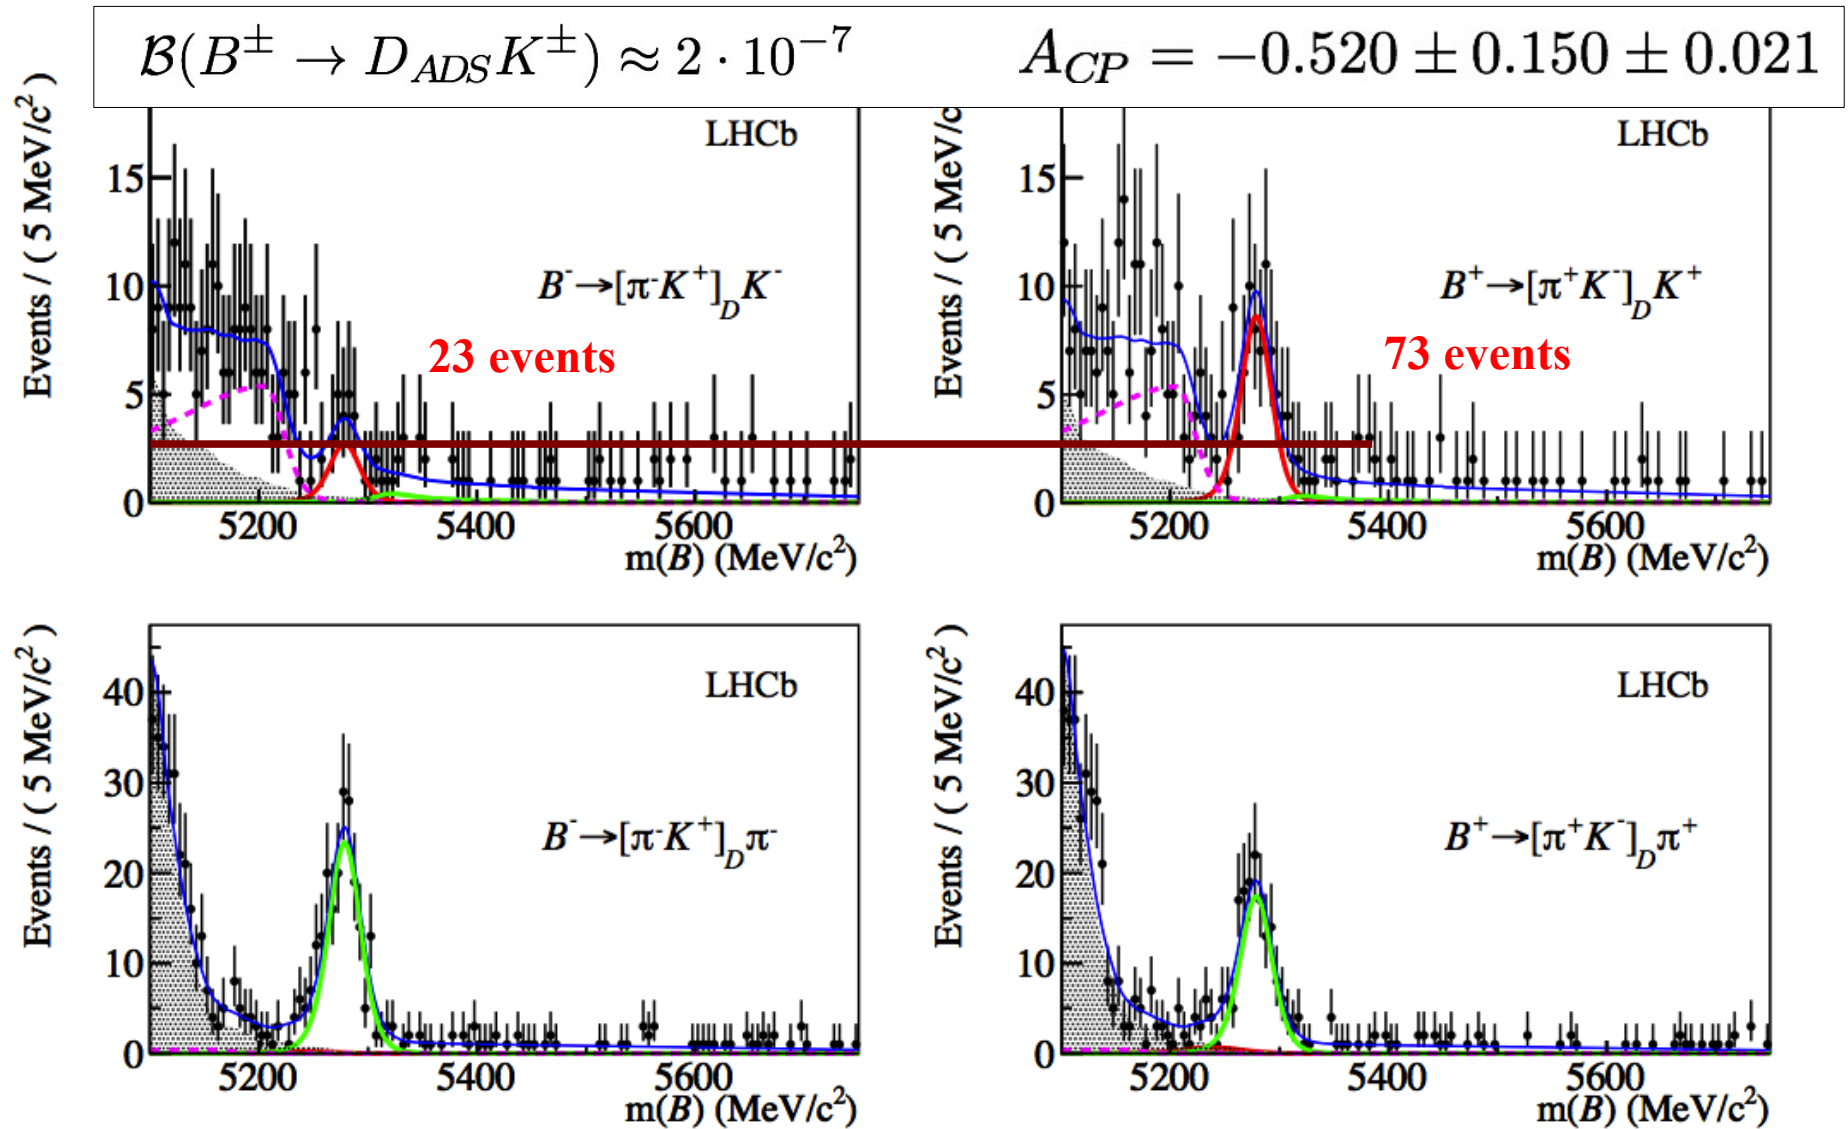 B(B± → D_ADS K±) ≈ 2 · 10⁻⁷
A_CP = −0.520 ± 0.150 ± 0.021
Events / ( 5 MeV/c² )
15
10
5
0
LHCb
B⁻→[π⁻K⁺]_D K⁻
23 events
5200 5400 5600
m(B) (MeV/c²)
Events / ( 5 MeV/c
15
10
5
0
LHCb
B⁺→[π⁺K⁻]_D K⁺
73 events
5200 5400 5600
m(B) (MeV/c²)
Events / ( 5 MeV/c² )
40
30
20
10
0
LHCb
B⁻→[π⁻K⁺]_D π⁻
5200 5400 5600
m(B) (MeV/c²)
Events / ( 5 MeV/c² )
40
30
20
10
0
LHCb
B⁺→[π⁺K⁻]_D π⁺
5200 5400 5600
m(B) (MeV/c²)